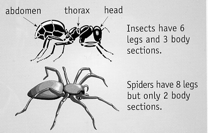 abdomen thorax head
Insects have 6
legs and 3 body
sections.
Spiders have 8 legs
but only 2 body
sections.